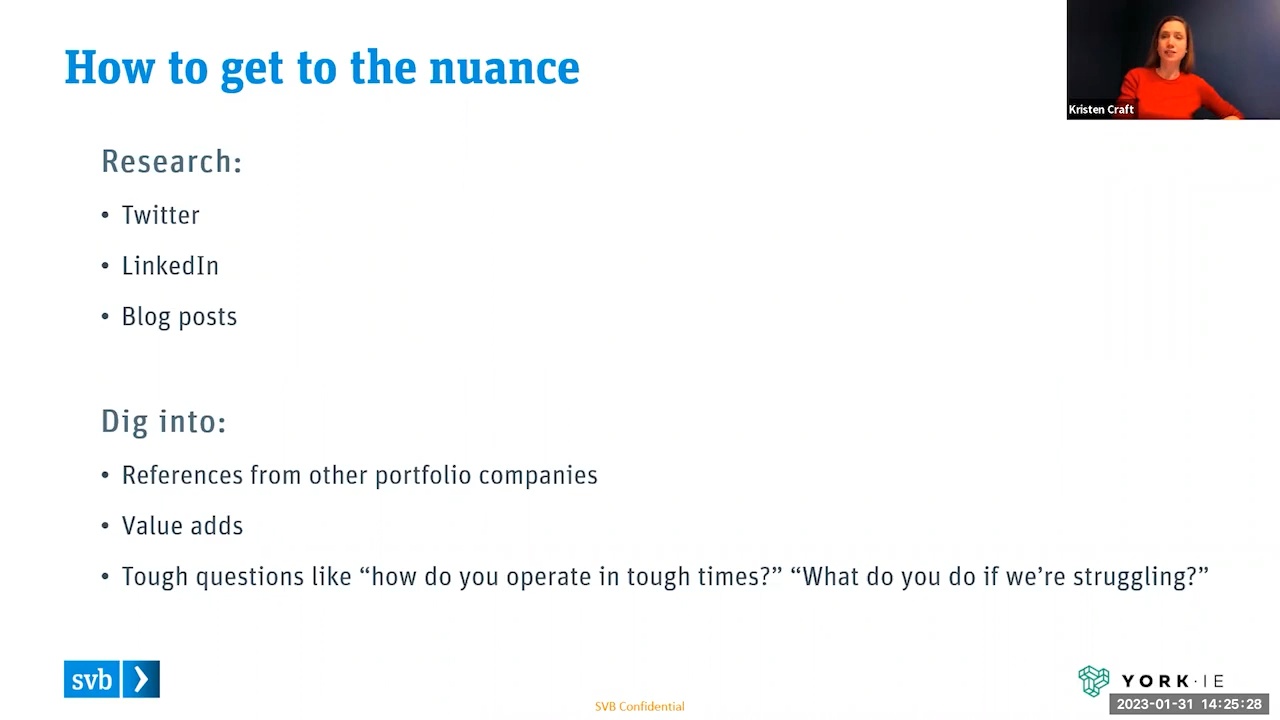 How to get to the nuance
Kristen Craft
Research:
• Twitter
• LinkedIn
• Blog posts
Dig into:
• References from other portfolio companies
• Value adds
• Tough questions like “how do you operate in tough times?” “What do you do if we’re struggling?”
svb
SVB Confidential
YORK·IE
2023-01-31 14:25:28